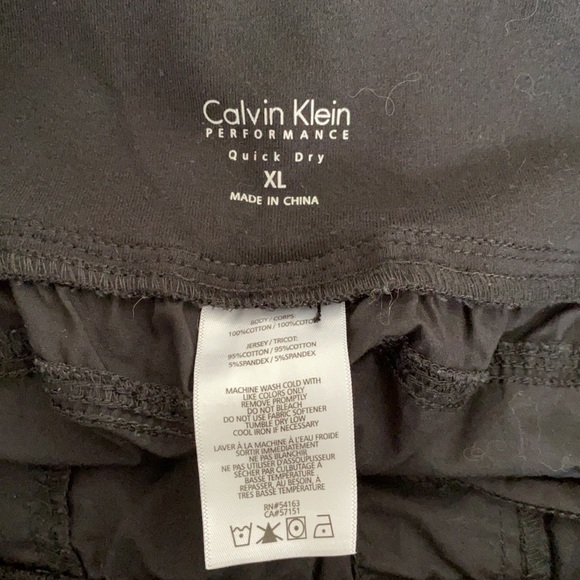 Calvin Klein
PERFORMANCE
Quick Dry
XL
MADE IN CHINA
BODY / CORPS:
100%COTTON / 100%COTON
JERSEY / TRICOT:
95%COTTON / 95%COTON
5%SPANDEX / 5%SPANDEX
MACHINE WASH COLD WITH
LIKE COLORS ONLY
REMOVE PROMPTLY
DO NOT BLEACH
DO NOT USE FABRIC SOFTENER
TUMBLE DRY LOW
COOL IRON IF NECESSARY
LAVER À LA MACHINE À L'EAU FROIDE
SORTIR IMMÉDIATEMENT
NE PAS BLANCHIR
NE PAS UTILISER D'ASSOUPLISSEUR
SÉCHER PAR CULBUTAGE À
BASSE TEMPÉRATURE
REPASSER, AU BESOIN, À
TRES BASSE TEMPÉRATURE
RN#54163
CA#57151